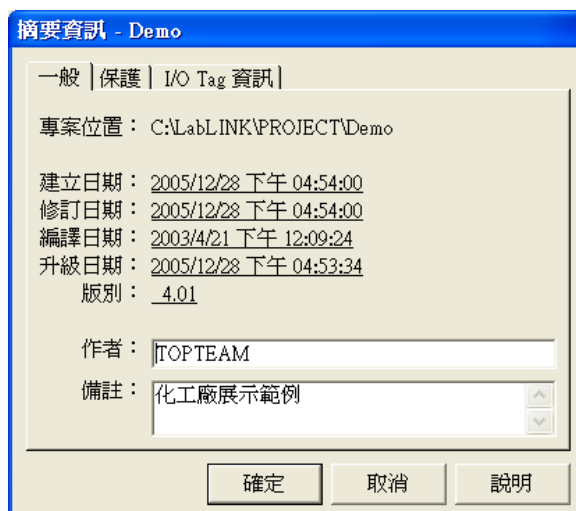 摘要資訊 - Demo
一般 保護 I/O Tag 資訊
專案位置： C:\LabLINK\PROJECT\Demo
建立日期： 2005/12/28 下午 04:54:00
修訂日期： 2005/12/28 下午 04:54:00
編譯日期： 2003/4/21 下午 12:09:24
升級日期： 2005/12/28 下午 04:53:34
版別： 4.01
作者： TOPTEAM
備註： 化工廠展示範例
確定 取消 說明